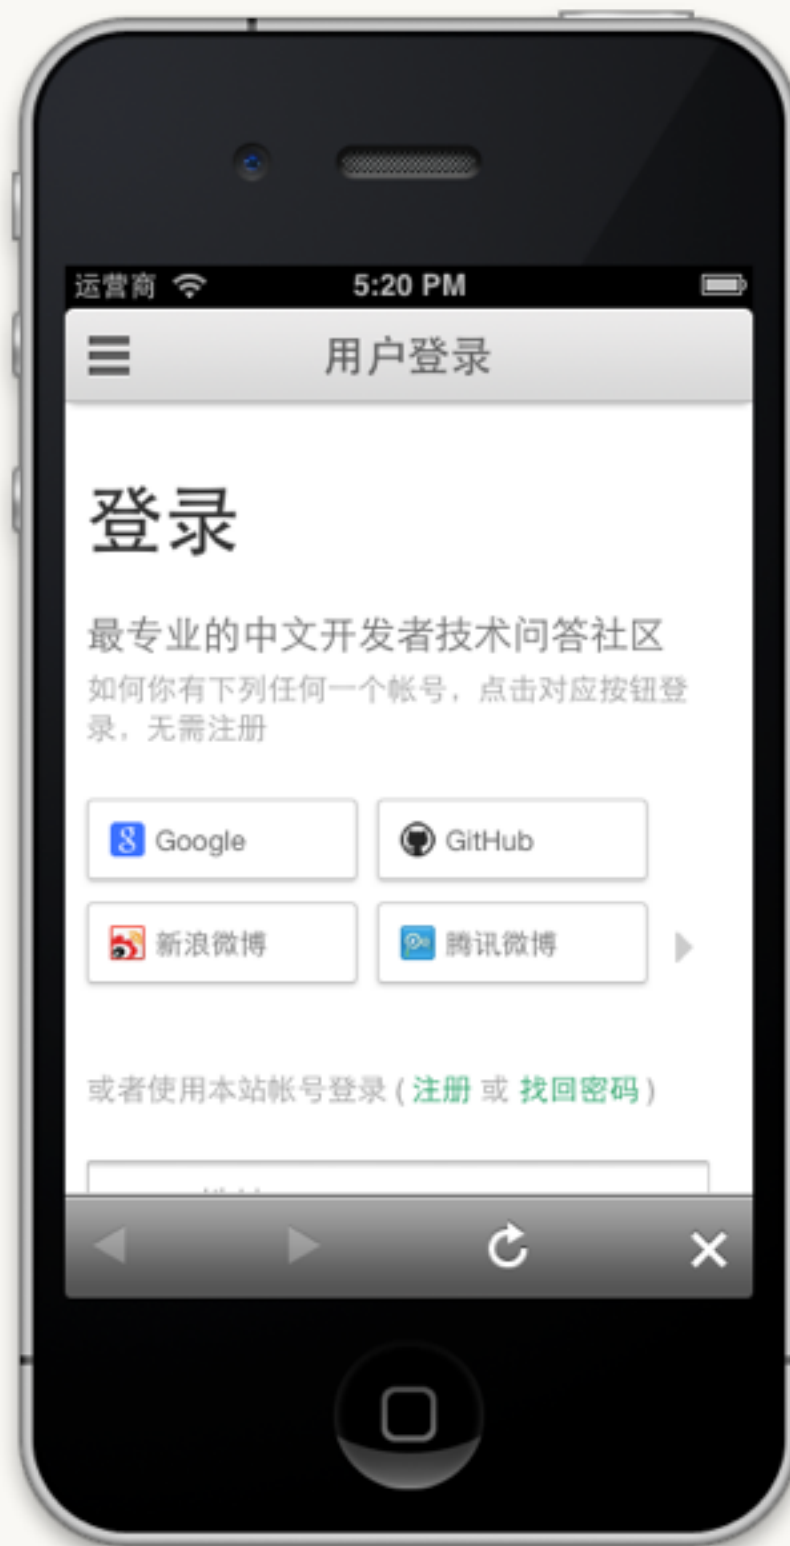 运营商 5:20 PM
用户登录
登录
最专业的中文开发者技术问答社区
如何你有下列任何一个帐号，点击对应按钮登
录，无需注册
Google GitHub
新浪微博 腾讯微博
或者使用本站帐号登录 ( 注册 或 找回密码 )